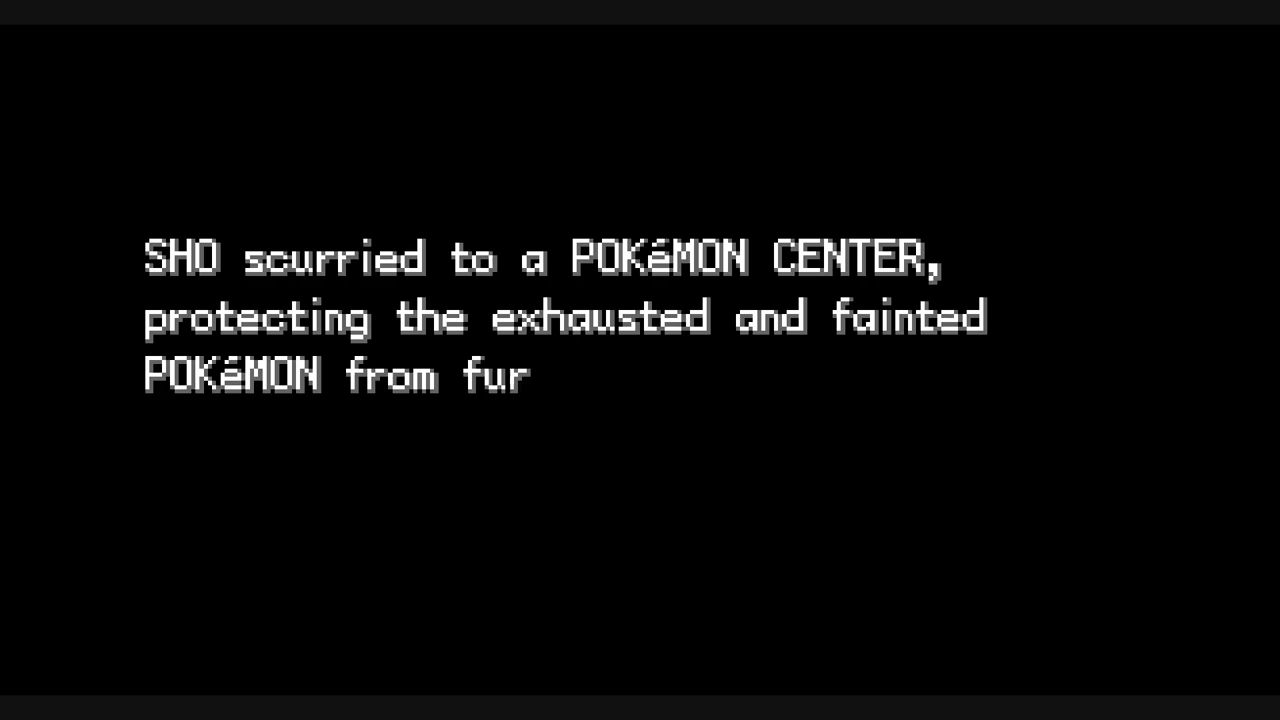 SHO scurried to a POKéMON CENTER,
protecting the exhausted and fainted
POKéMON from fur